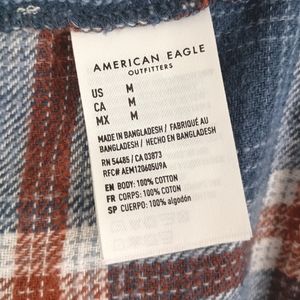 AMERICAN EAGLE
OUTFITTERS
US M
CA M
MX M
MADE IN BANGLADESH / FABRIQUÉ AU
BANGLADESH / HECHO EN BANGLADESH
RN 54485 / CA 03873
RFC# AEM120605U9A
EN BODY: 100% COTTON
FR CORPS: 100% COTON
SP CUERPO: 100% algodón